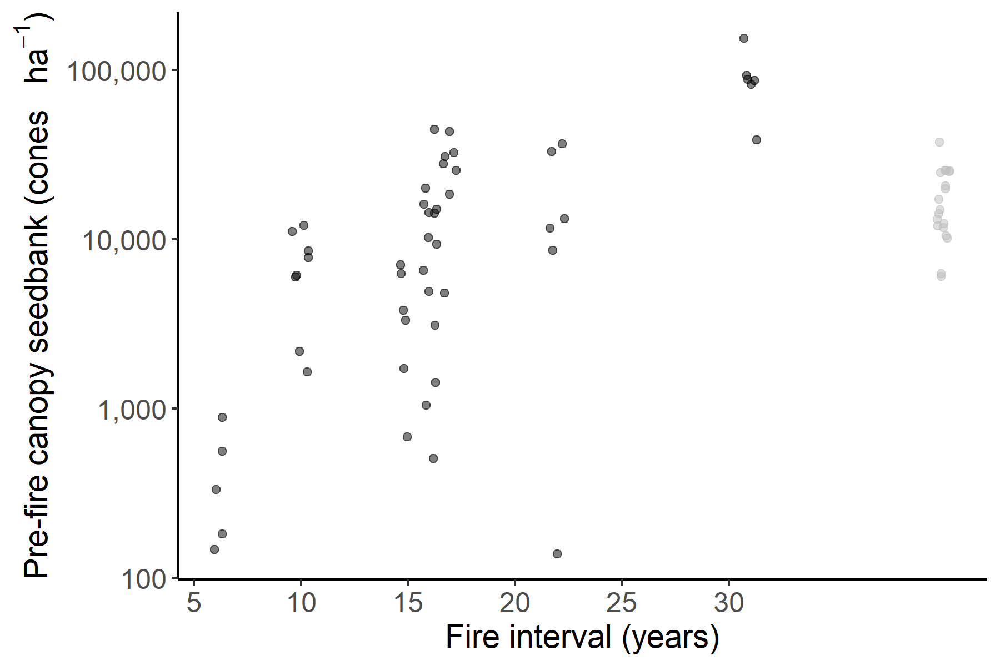 Pre-fire canopy seedbank (cones ha⁻¹)
100,000
10,000
1,000
100
5 10 15 20 25 30
Fire interval (years)